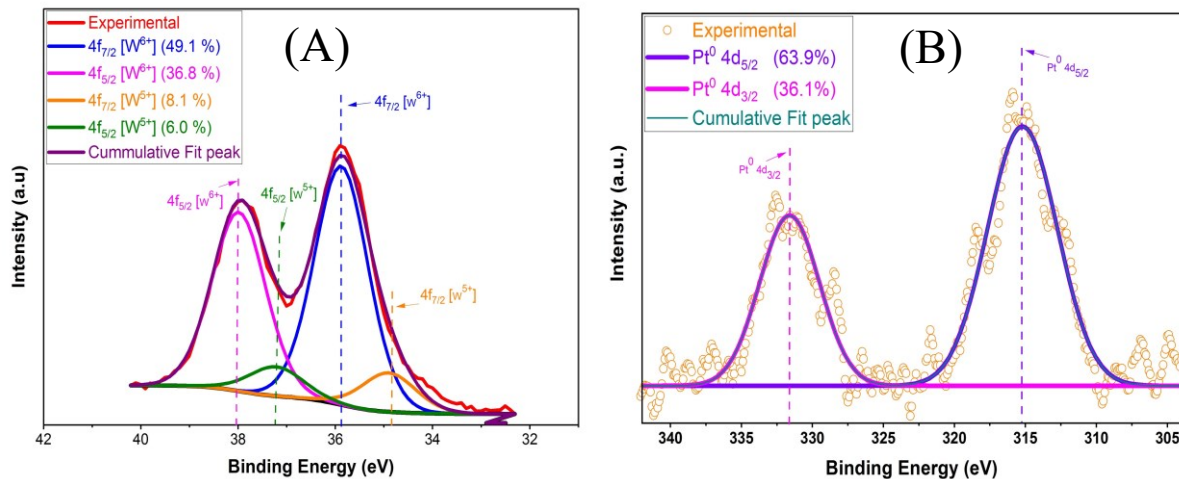 (A)
Experimental
4f7/2 [W6+] (49.1 %)
4f5/2 [W6+] (36.8 %)
4f7/2 [W5+] (8.1 %)
4f5/2 [W5+] (6.0 %)
Cummulative Fit peak
4f7/2 [w6+]
4f5/2 [w6+]
4f5/2 [w5+]
4f7/2 [w5+]
Intensity (a.u)
42 40 38 36 34 32
Binding Energy (eV)
(B)
Experimental
Pt0 4d5/2 (63.9%)
Pt0 4d3/2 (36.1%)
Cumulative Fit peak
Pt0 4d5/2
Pt0 4d3/2
Intensity (a.u.)
340 335 330 325 320 315 310 305
Binding Energy (eV)